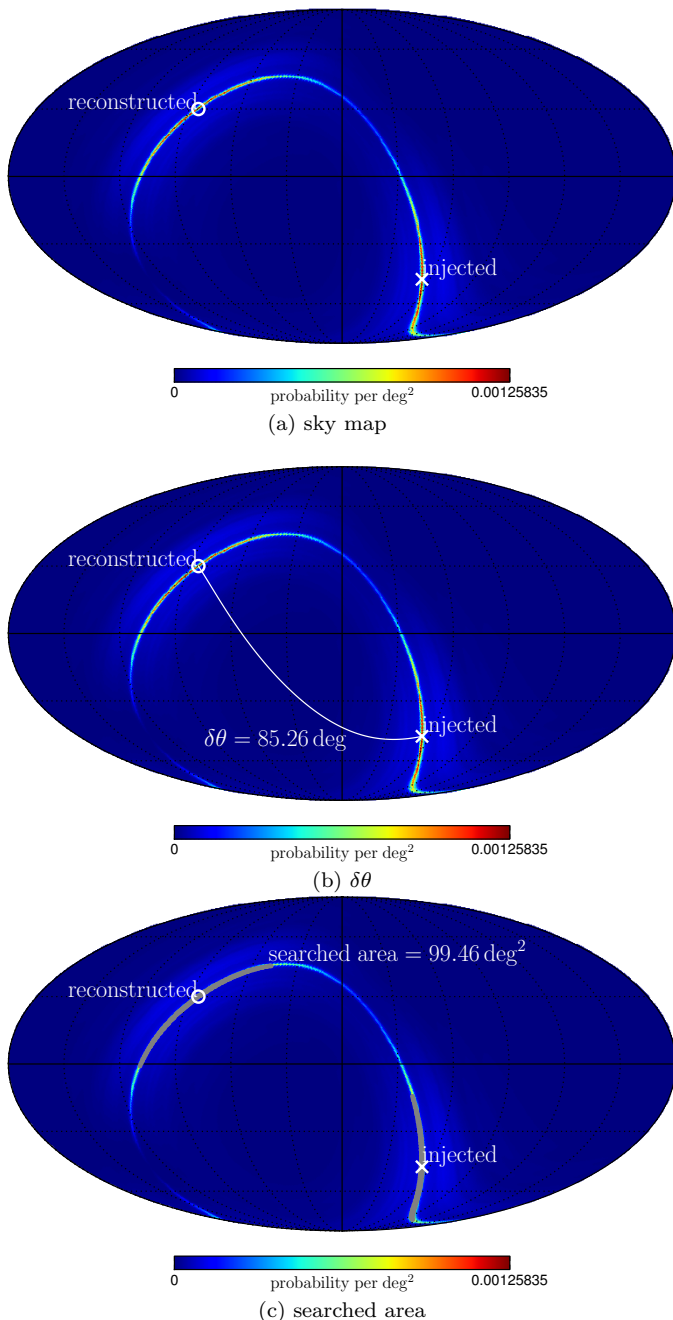 reconstructed
injected
0
probability per deg²
0.00125835
(a) sky map
reconstructed
injected
δθ = 85.26 deg
0
probability per deg²
0.00125835
(b) δθ
searched area = 99.46 deg²
reconstructed
injected
0
probability per deg²
0.00125835
(c) searched area